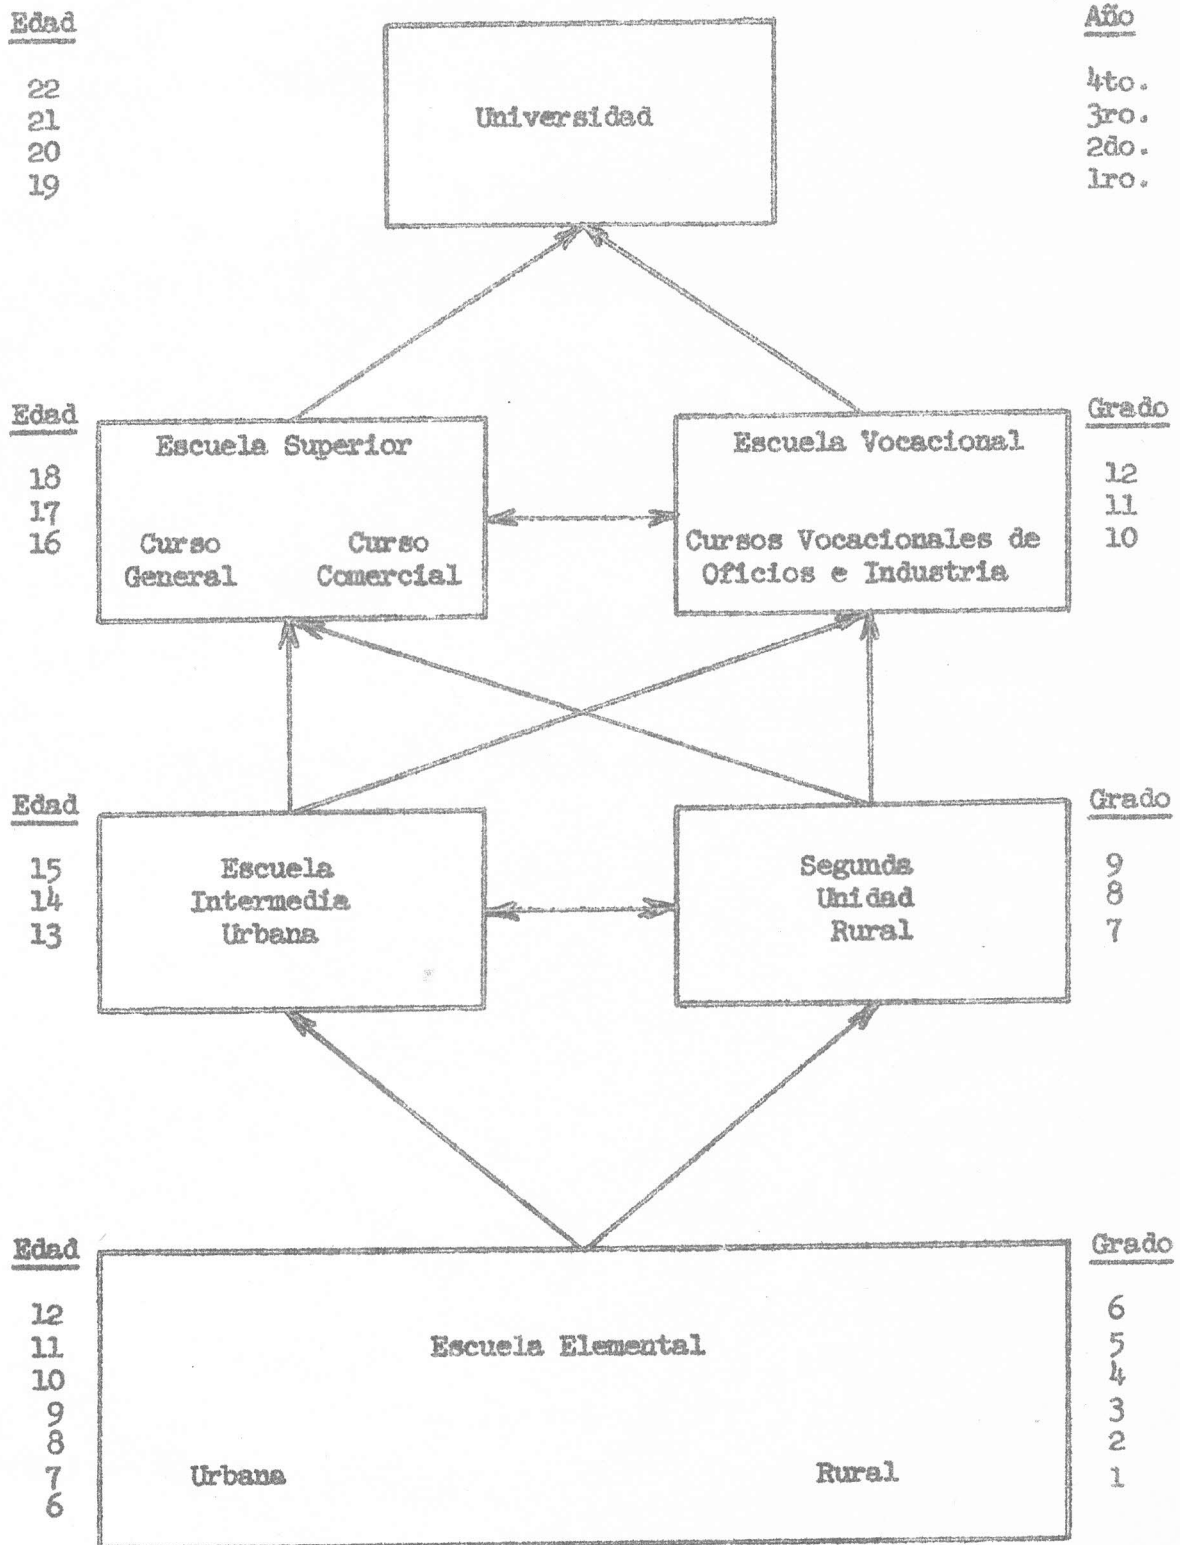 Edad
Año
22
4to.
21
Universidad
3ro.
20
2do.
19
1ro.
Edad
Grado
Escuela Superior
Escuela Vocacional
18
12
17
11
16
Curso
Curso
Cursos Vocacionales de
10
General
Comercial
Oficios e Industria
Edad
Grado
15
Escuela
Segunda
9
14
Intermedia
Unidad
8
13
Urbana
Rural
7
Edad
Grado
12
6
11
Escuela Elemental
5
10
4
9
3
8
2
7
Urbana
Rural
1
6